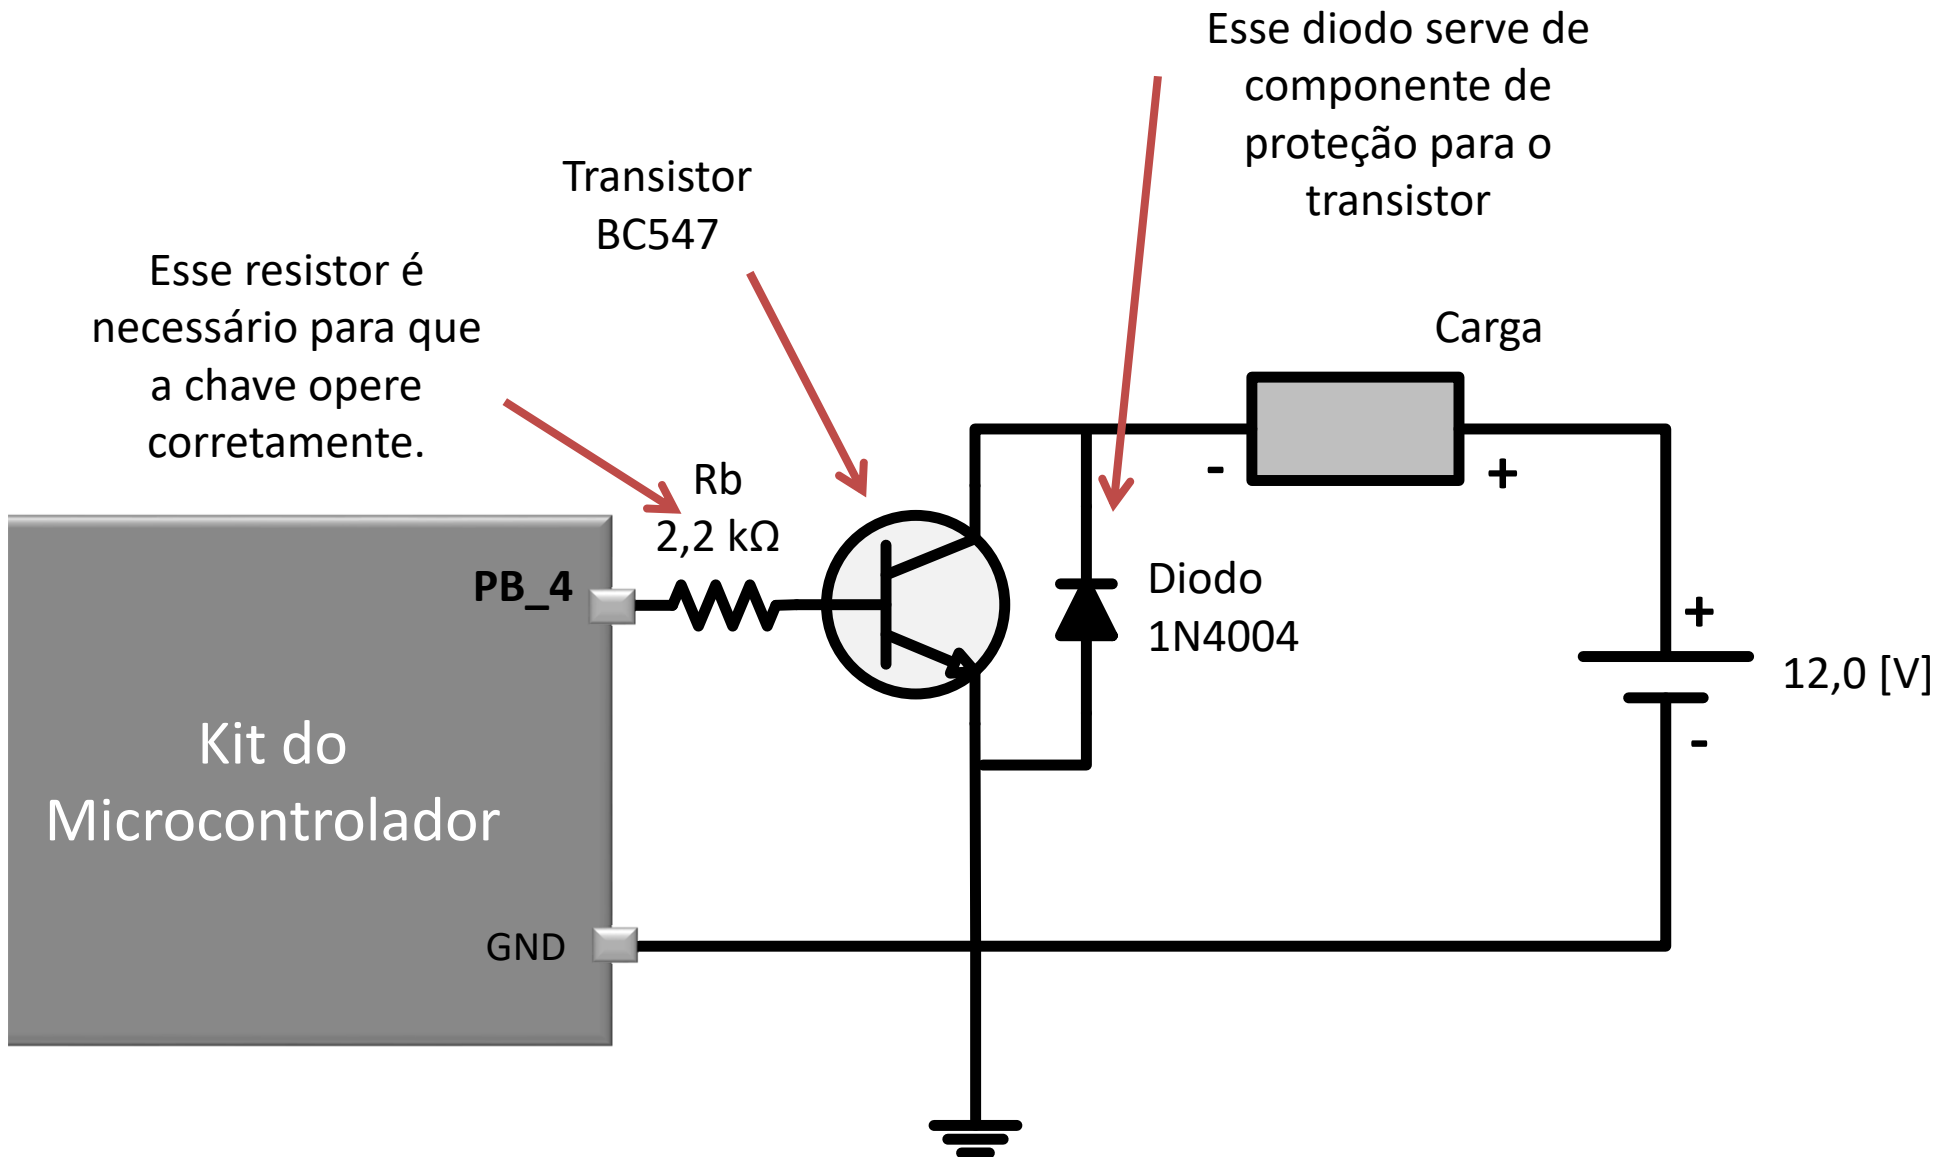 Esse diodo serve de
componente de
proteção para o
transistor
Transistor
BC547
Esse resistor é
necessário para que
a chave opere
corretamente.
Carga
-
+
Rb
2,2 kΩ
PB_4
Diodo
1N4004
+
12,0 [V]
-
Kit do
Microcontrolador
GND